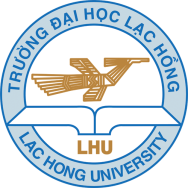 TRƯỜNG ĐẠI HỌC LẠC HỒNG
LHU
LAC HONG UNIVERSITY